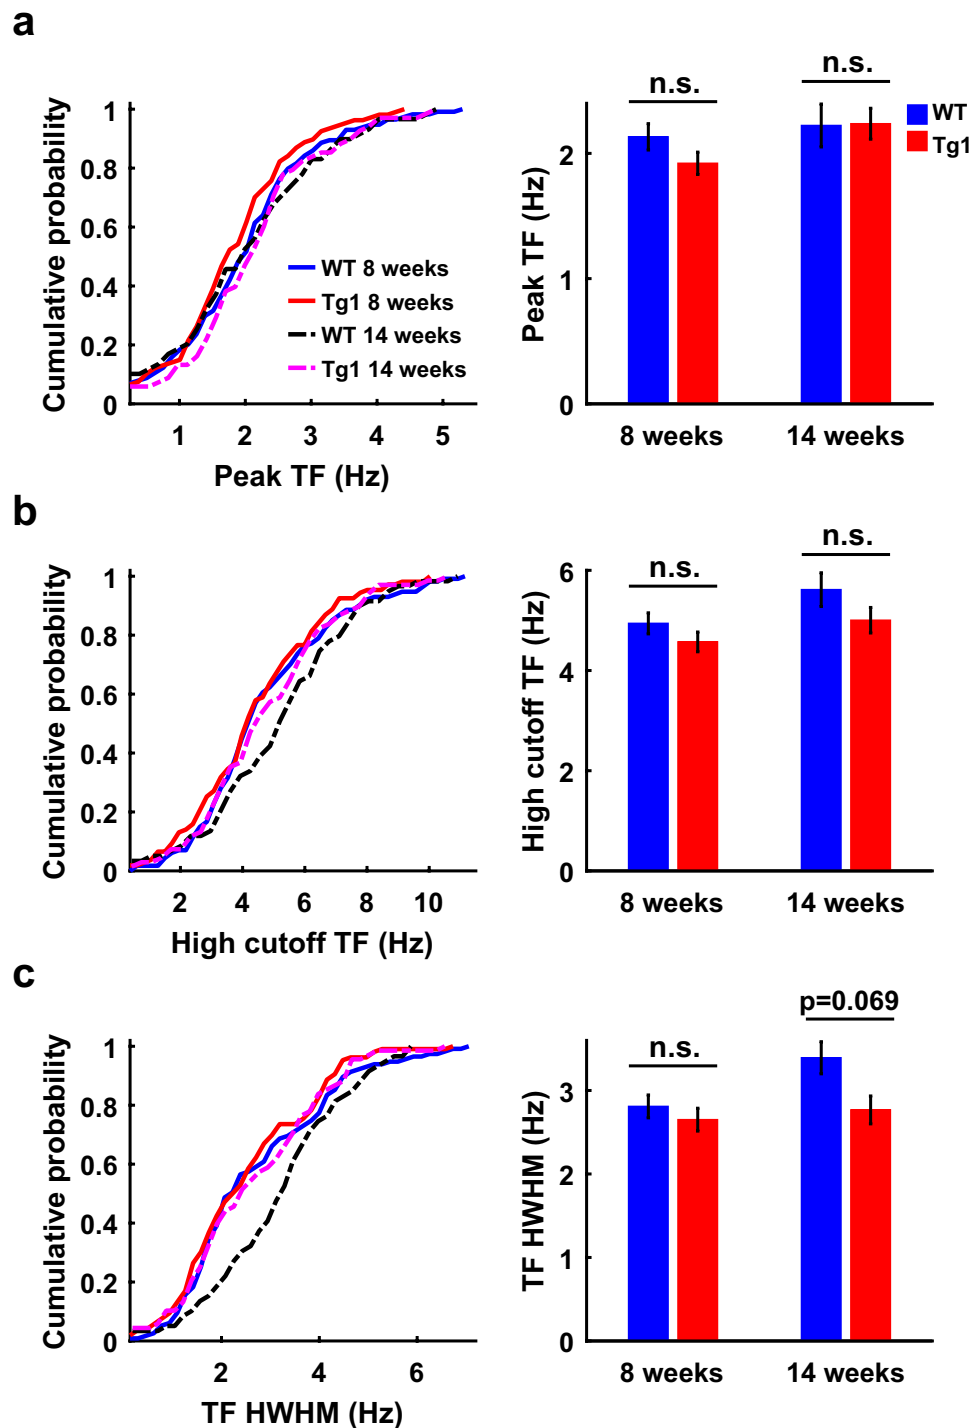 a
Cumulative probability
1
0.8
0.6
0.4
0.2
0
WT 8 weeks
Tg1 8 weeks
WT 14 weeks
Tg1 14 weeks
1 2 3 4 5
Peak TF (Hz)
n.s.
n.s.
WT
Tg1
Peak TF (Hz)
2
1
0
8 weeks 14 weeks
b
Cumulative probability
1
0.8
0.6
0.4
0.2
0
2 4 6 8 10
High cutoff TF (Hz)
n.s.
n.s.
High cutoff TF (Hz)
6
4
2
0
8 weeks 14 weeks
c
Cumulative probability
1
0.8
0.6
0.4
0.2
0
2 4 6
TF HWHM (Hz)
n.s.
p=0.069
TF HWHM (Hz)
3
2
1
0
8 weeks 14 weeks